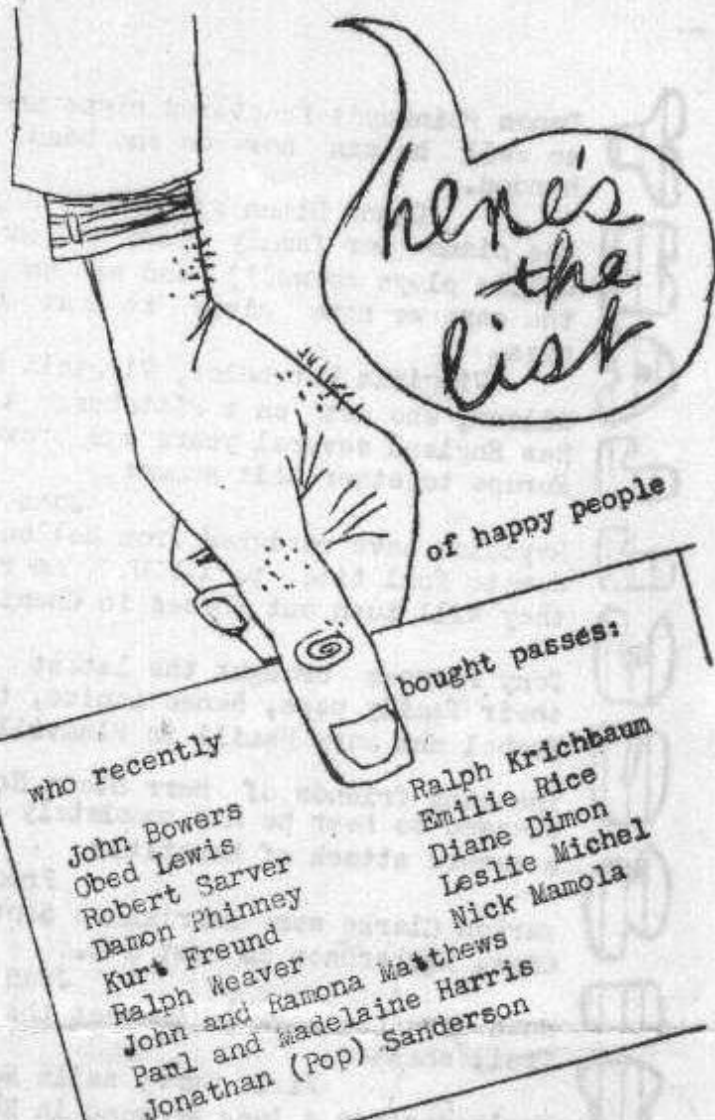 here's
the
list
of happy people
who recently bought passes:
John Bowers
Obed Lewis
Robert Sarver
Damon Phinney
Kurt Freund
Ralph Weaver
John and Ramona Matthews
Paul and Madelaine Harris
Jonathan (Pop) Sanderson
Ralph Krichbaum
Emilie Rice
Diane Dimon
Leslie Michel
Nick Mamola